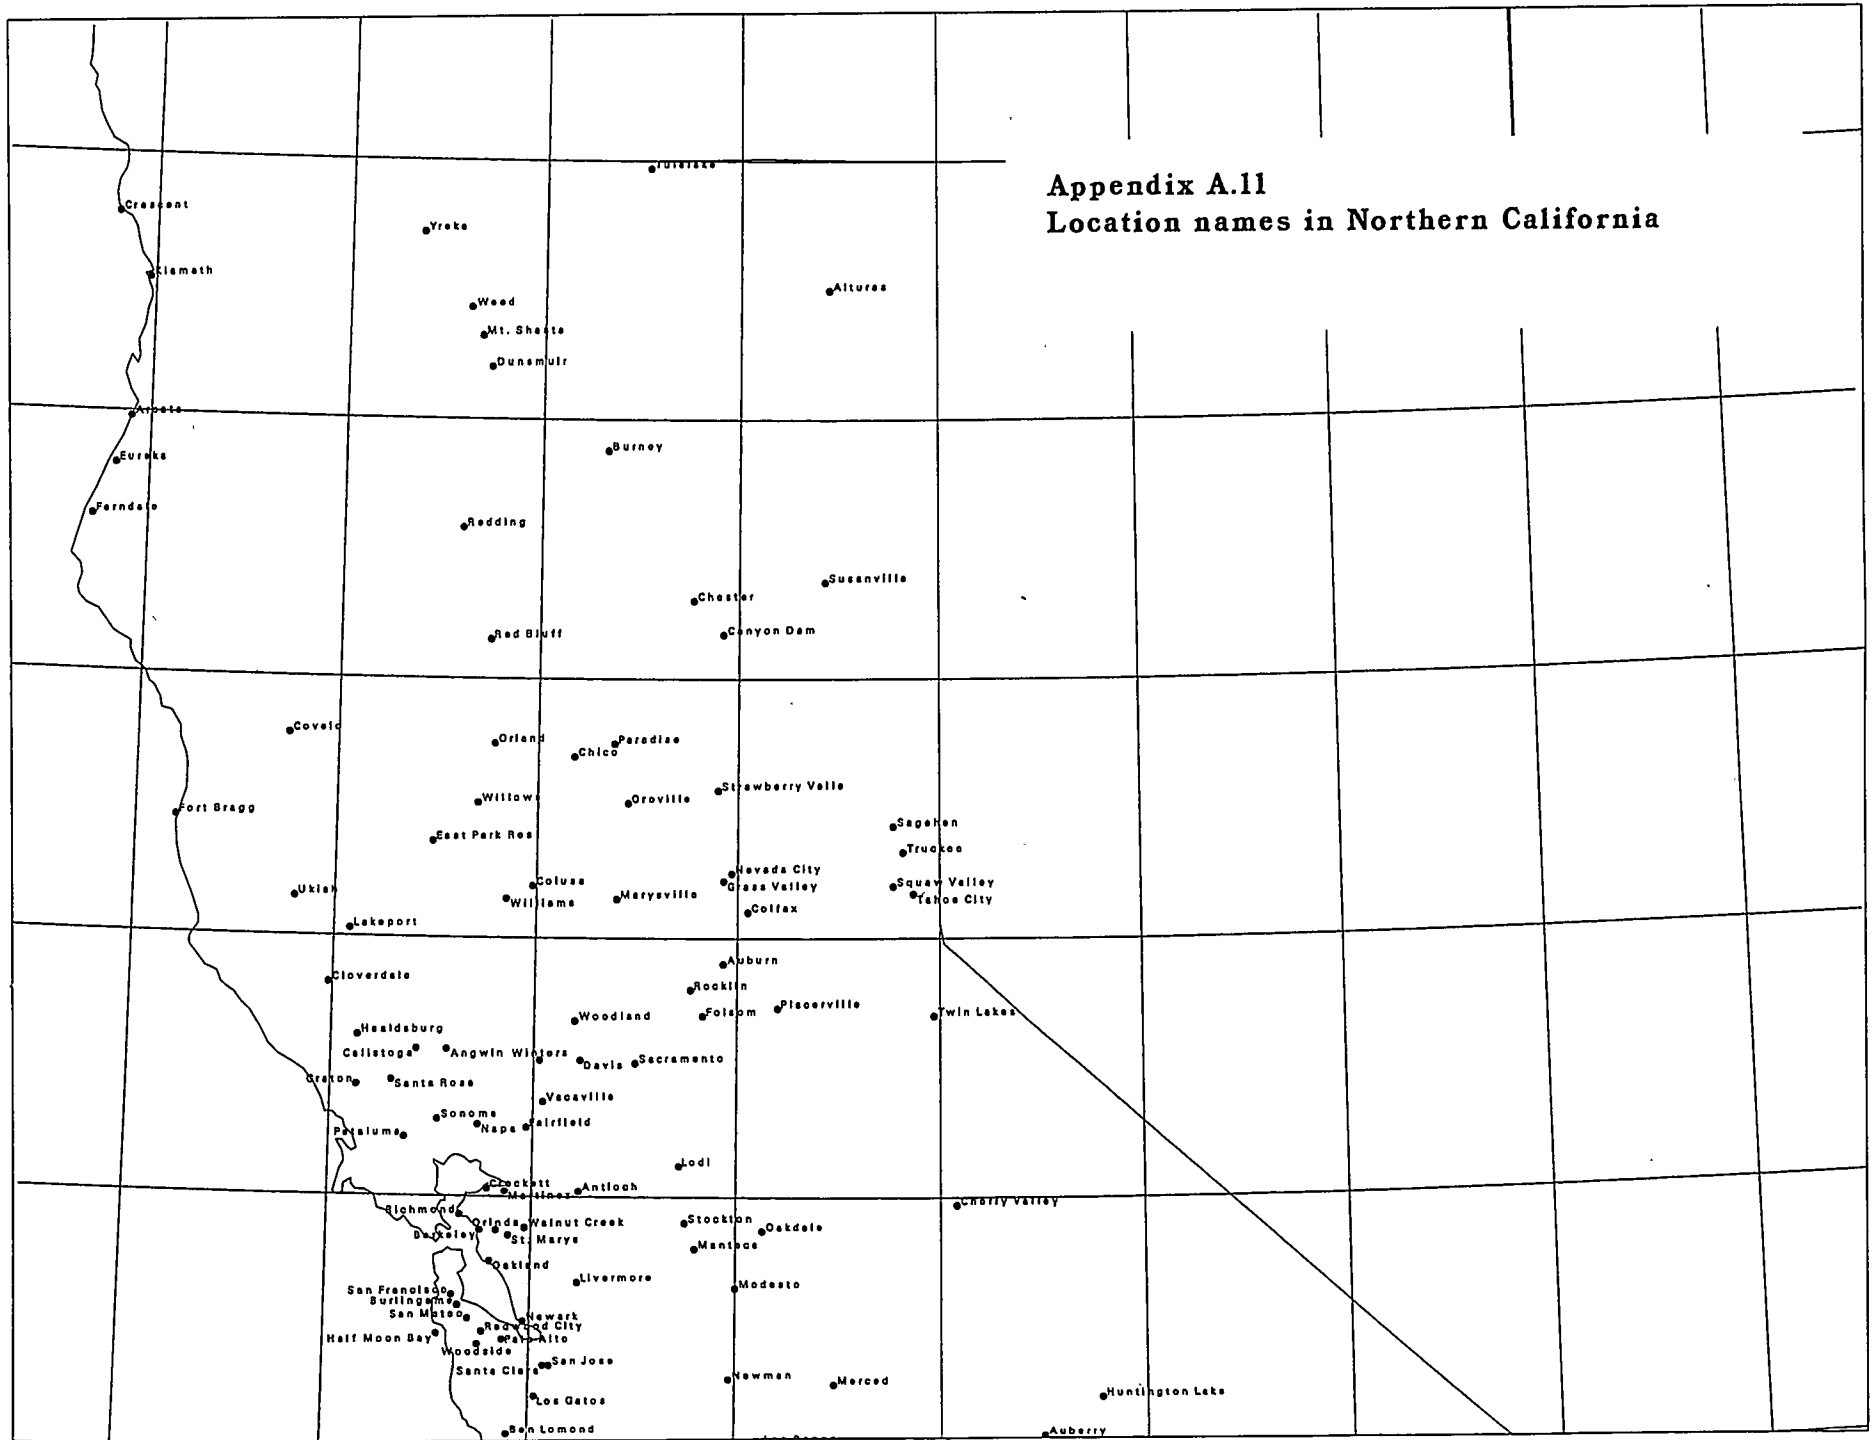 Tulelake
Appendix A.11
Location names in Northern California
Crescent
Yreka
Klamath
Alturas
Weed
Mt. Shasta
Dunsmuir
Arcata
Burney
Eureka
Ferndale
Redding
Susanville
Chester
Red Bluff
Canyon Dam
Covelo
Orland
Paradise
Chico
Strawberry Valle
Willows
Oroville
Fort Bragg
Sagehen
East Park Res
Truckee
Nevada City
Colusa
Grass Valley
Squaw Valley
Ukiah
Marysville
Williams
Tahoe City
Colfax
Lakeport
Auburn
Cloverdale
Rocklin
Placerville
Woodland
Folsom
Twin Lakes
Healdsburg
Calistoga
Angwin
Winters
Davis
Sacramento
Graton
Santa Rosa
Vacaville
Sonoma
Napa
Fairfield
Petaluma
Lodi
Crockett
Antioch
Martinez
Cherry Valley
Richmond
Orinda
Walnut Creek
Stockton
Oakdale
Berkeley
St. Marys
Manteca
Oakland
Livermore
Modesto
San Francisco
Burlingame
San Mateo
Newark
Redwood City
Half Moon Bay
Palo Alto
Woodside
San Jose
Santa Clara
Newman
Merced
Huntington Lake
Los Gatos
Ben Lomond
Auberry